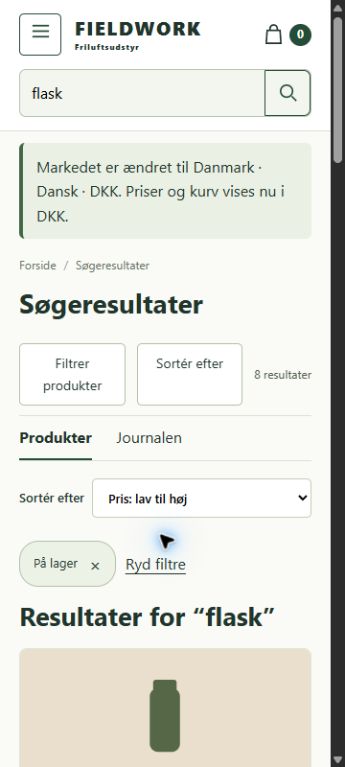 FIELDWORK
Friluftsudstyr
0
flask
Markedet er ændret til Danmark ·
Dansk · DKK. Priser og kurv vises nu i
DKK.
Forside / Søgeresultater
Søgeresultater
Filtrer
produkter
Sortér efter
8 resultater
Produkter
Journalen
Sortér efter
Pris: lav til høj
På lager ×
Ryd filtre
Resultater for “flask”